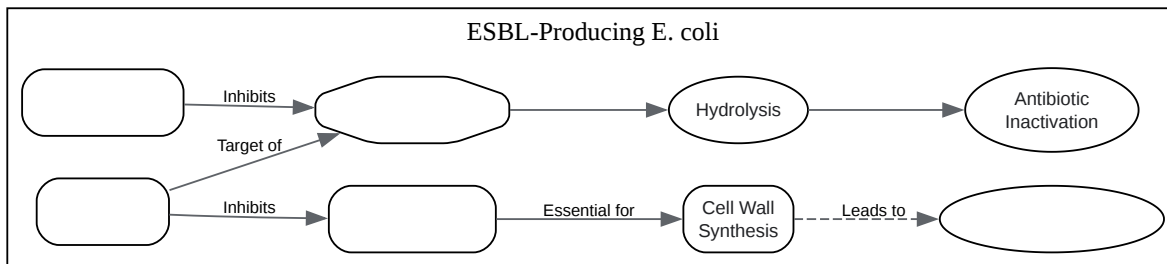 ESBL-Producing E. coli
Inhibits
Hydrolysis
Antibiotic
Inactivation
Target of
Inhibits
Essential for
Cell Wall
Synthesis
Leads to